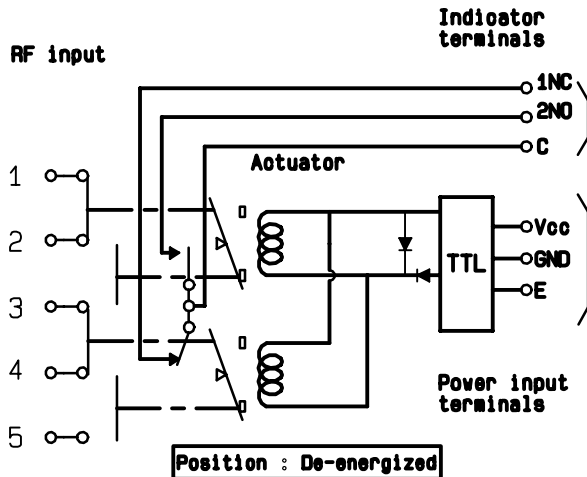 Indicator
terminals
RF input
1NC
2NO
C
Actuator
1
2
3
4
5
Vcc
GND
E
TTL
Power input
terminals
Position : De-energized